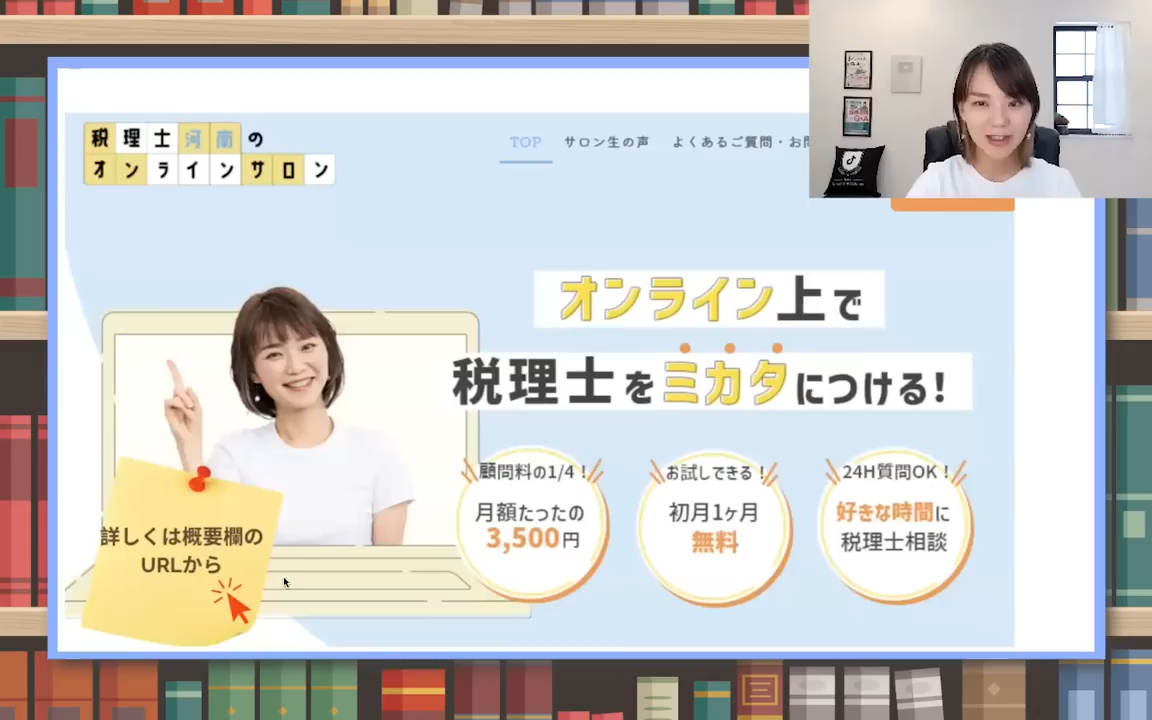 税理士河南の
オンラインサロン
TOP サロン生の声 よくあるご質問・お問
オンライン上で
税理士をミカタにつける!
顧問料の1/4!
月額たったの
3,500円
お試しできる!
初月1ヶ月
無料
24H質問OK!
好きな時間に
税理士相談
詳しくは概要欄の
URLから